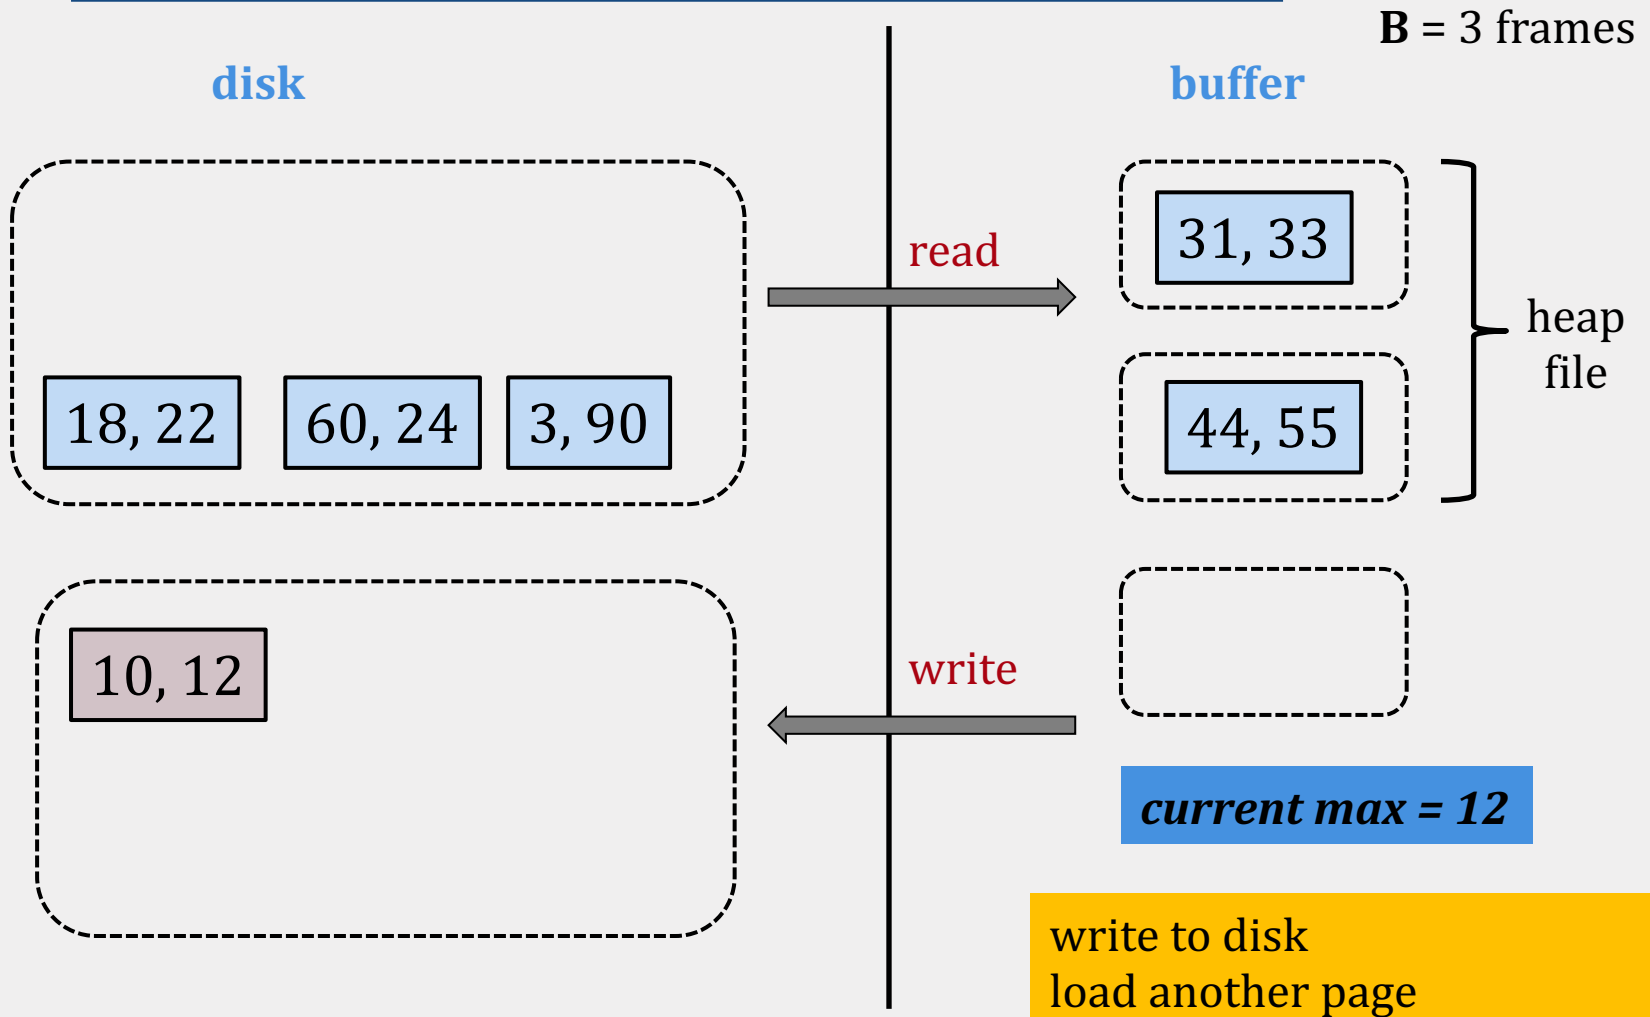 B = 3 frames
disk
buffer
31, 33
read
heap
file
18, 22
60, 24
3, 90
44, 55
10, 12
write
current max = 12
write to disk
load another page